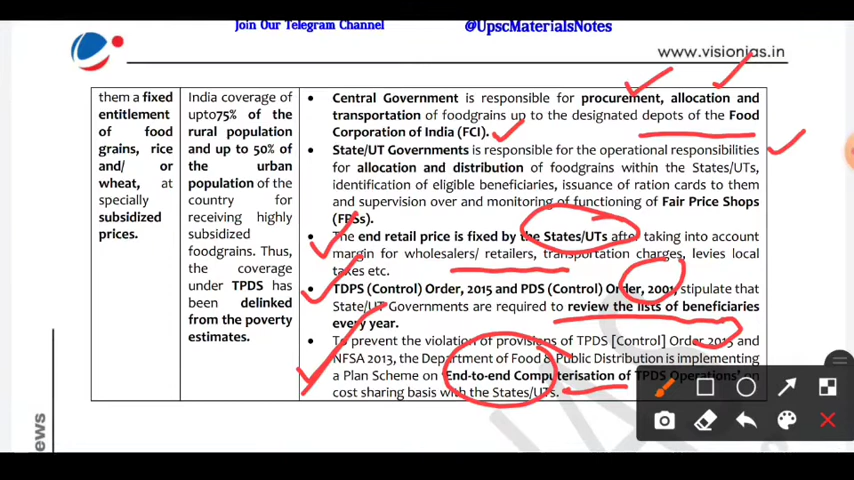 Join Our Telegram Channel @UpscMaterialsNotes
www.visionias.in
them a fixed
entitlement
of food
grains, rice
and/ or
wheat, at
specially
subsidized
prices.
India coverage of
upto75% of the
rural population
and up to 50% of
the urban
population of the
country for
receiving highly
subsidized
foodgrains. Thus,
the coverage
under TPDS has
been delinked
from the poverty
estimates.
• Central Government is responsible for procurement, allocation and
transportation of foodgrains up to the designated depots of the Food
Corporation of India (FCI).
• State/UT Governments is responsible for the operational responsibilities
for allocation and distribution of foodgrains within the States/UTs,
identification of eligible beneficiaries, issuance of ration cards to them
and supervision over and monitoring of functioning of Fair Price Shops
(FPSs).
• The end retail price is fixed by the States/UTs after taking into account
margin for wholesalers/ retailers, transportation charges, levies local
taxes etc.
• TDPS (Control) Order, 2015 and PDS (Control) Order, 2001, stipulate that
State/UT Governments are required to review the lists of beneficiaries
every year.
• To prevent the violation of provisions of TPDS [Control] Order 2015 and
NFSA 2013, the Department of Food & Public Distribution is implementing
a Plan Scheme on 'End-to-end Computerisation of TPDS Operations' on
cost sharing basis with the States/UTs.
news